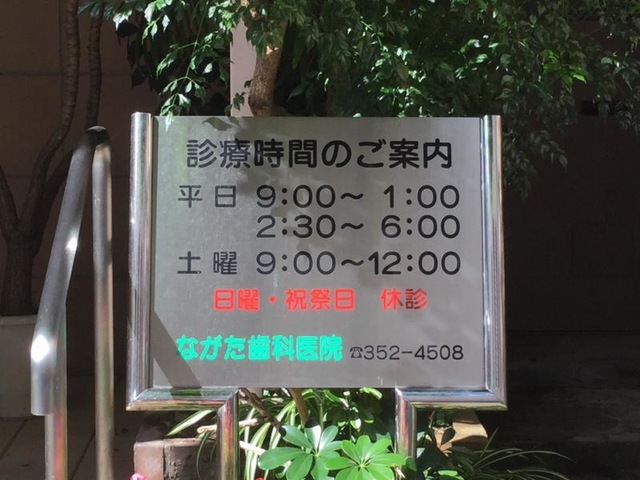 診療時間のご案内
平日 9:00〜 1:00
2:30〜 6:00
土曜 9:00〜12:00
日曜・祝祭日 休診
ながた歯科医院 ☎352-4508